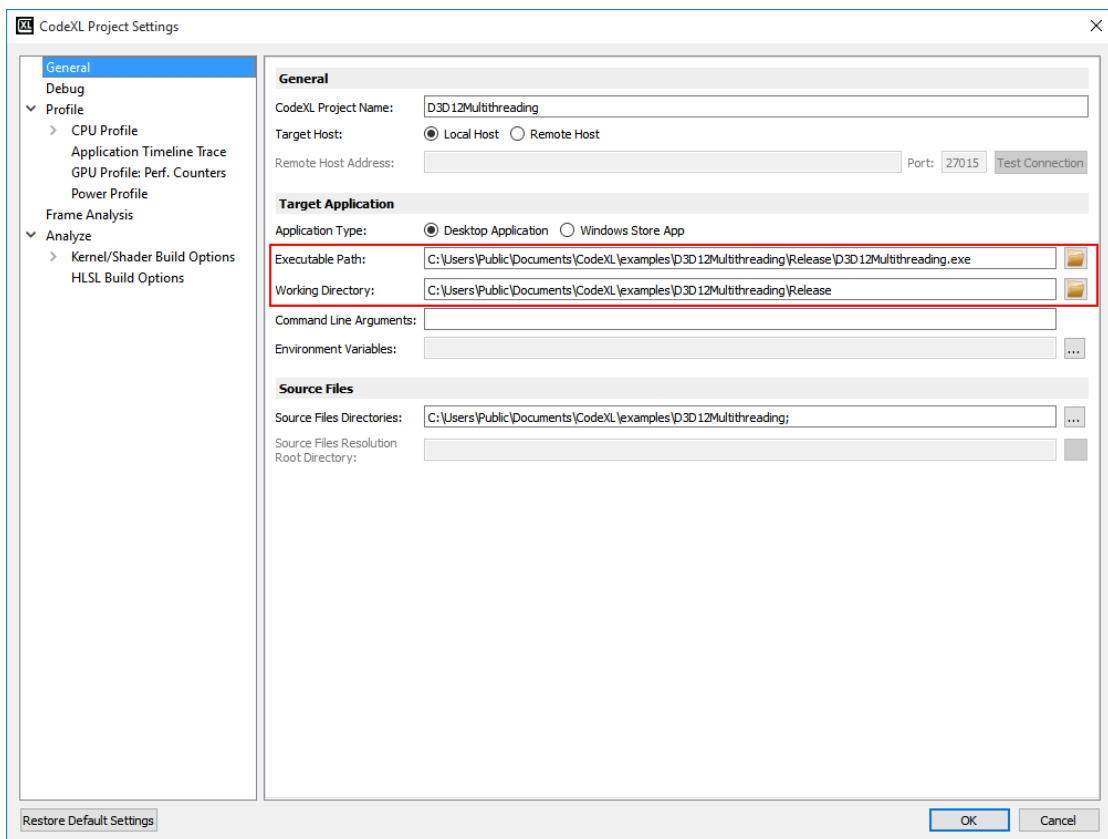 XL CodeXL Project Settings
General
Debug
Profile
CPU Profile
Application Timeline Trace
GPU Profile: Perf. Counters
Power Profile
Frame Analysis
Analyze
Kernel/Shader Build Options
HLSL Build Options
General
CodeXL Project Name: D3D12Multithreading
Target Host: Local Host Remote Host
Remote Host Address: Port: 27015 Test Connection
Target Application
Application Type: Desktop Application Windows Store App
Executable Path: C:\Users\Public\Documents\CodeXL\examples\D3D12Multithreading\Release\D3D12Multithreading.exe
Working Directory: C:\Users\Public\Documents\CodeXL\examples\D3D12Multithreading\Release
Command Line Arguments:
Environment Variables: ...
Source Files
Source Files Directories: C:\Users\Public\Documents\CodeXL\examples\D3D12Multithreading; ...
Source Files Resolution
Root Directory:
Restore Default Settings OK Cancel